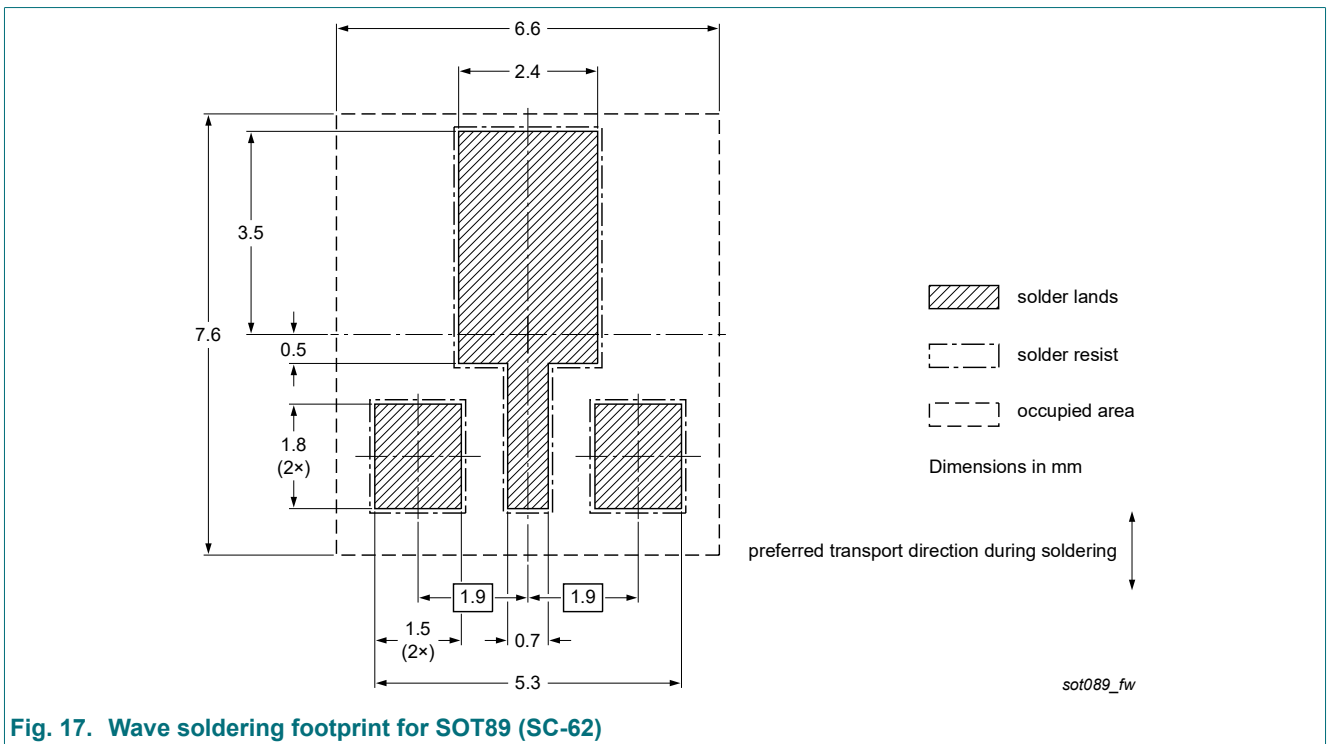 6.6
2.4
3.5
7.6
0.5
solder lands
solder resist
occupied area
1.8
(2×)
Dimensions in mm
preferred transport direction during soldering
1.9
1.9
1.5
(2×)
0.7
5.3
sot089_fw
Fig. 17. Wave soldering footprint for SOT89 (SC-62)